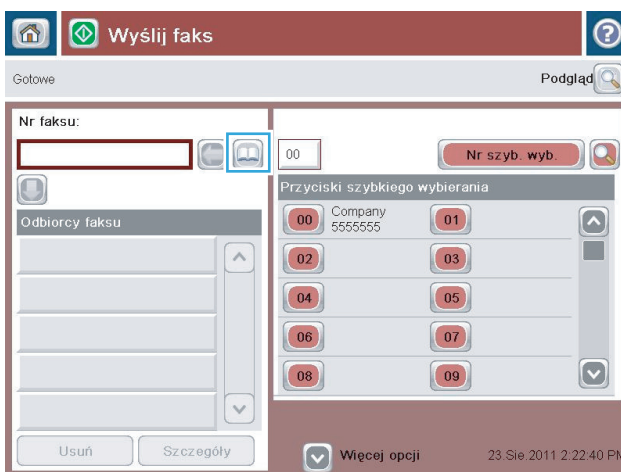 Wyślij faks
?
Gotowe
Podgląd
Nr faksu:
00
Nr szyb. wyb.
Przyciski szybkiego wybierania
Odbiorcy faksu
00 Company 01
5555555
02 03
04 05
06 07
08 09
Usuń Szczegóły
Więcej opcji
23.Sie.2011 2:22:40 PM